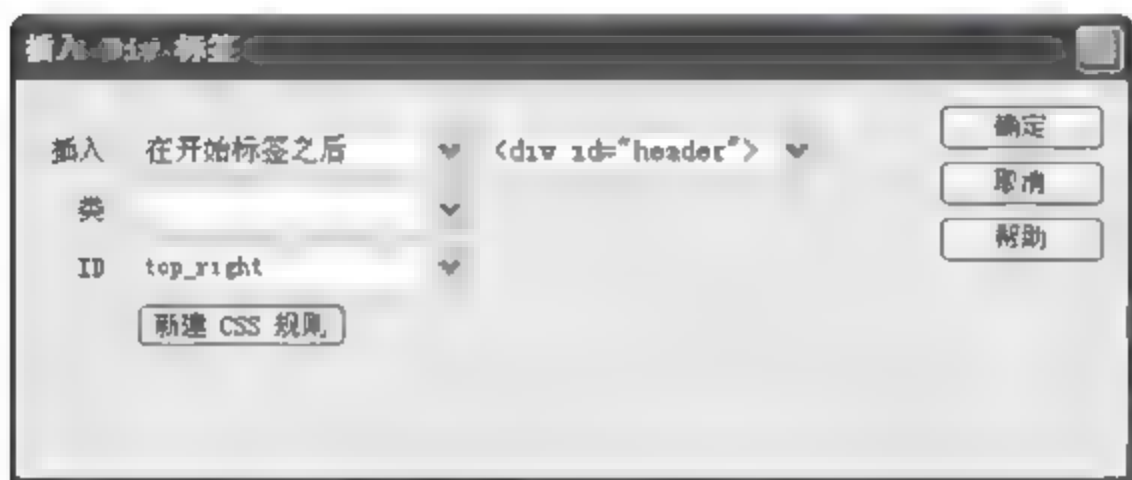 插入 Div 标签
插入 在开始标签之后 <div id="header"> 确定
取消
类
帮助
ID top_right
新建 CSS 规则